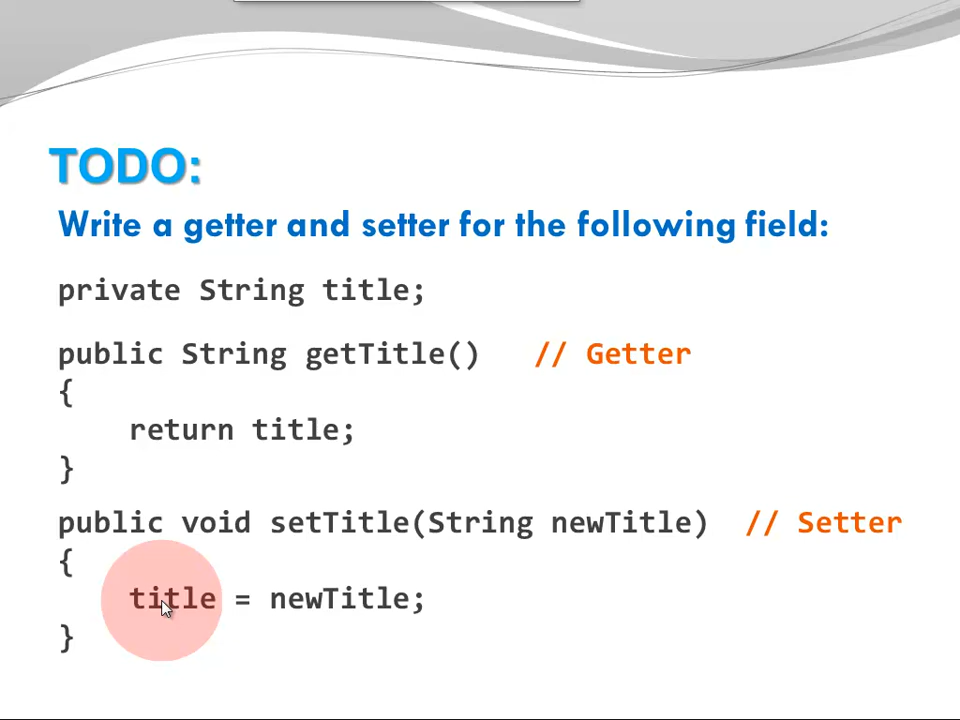 TODO:
Write a getter and setter for the following field:
private String title;
public String getTitle()   // Getter
{
    return title;
}
public void setTitle(String newTitle)  // Setter
{
    title = newTitle;
}